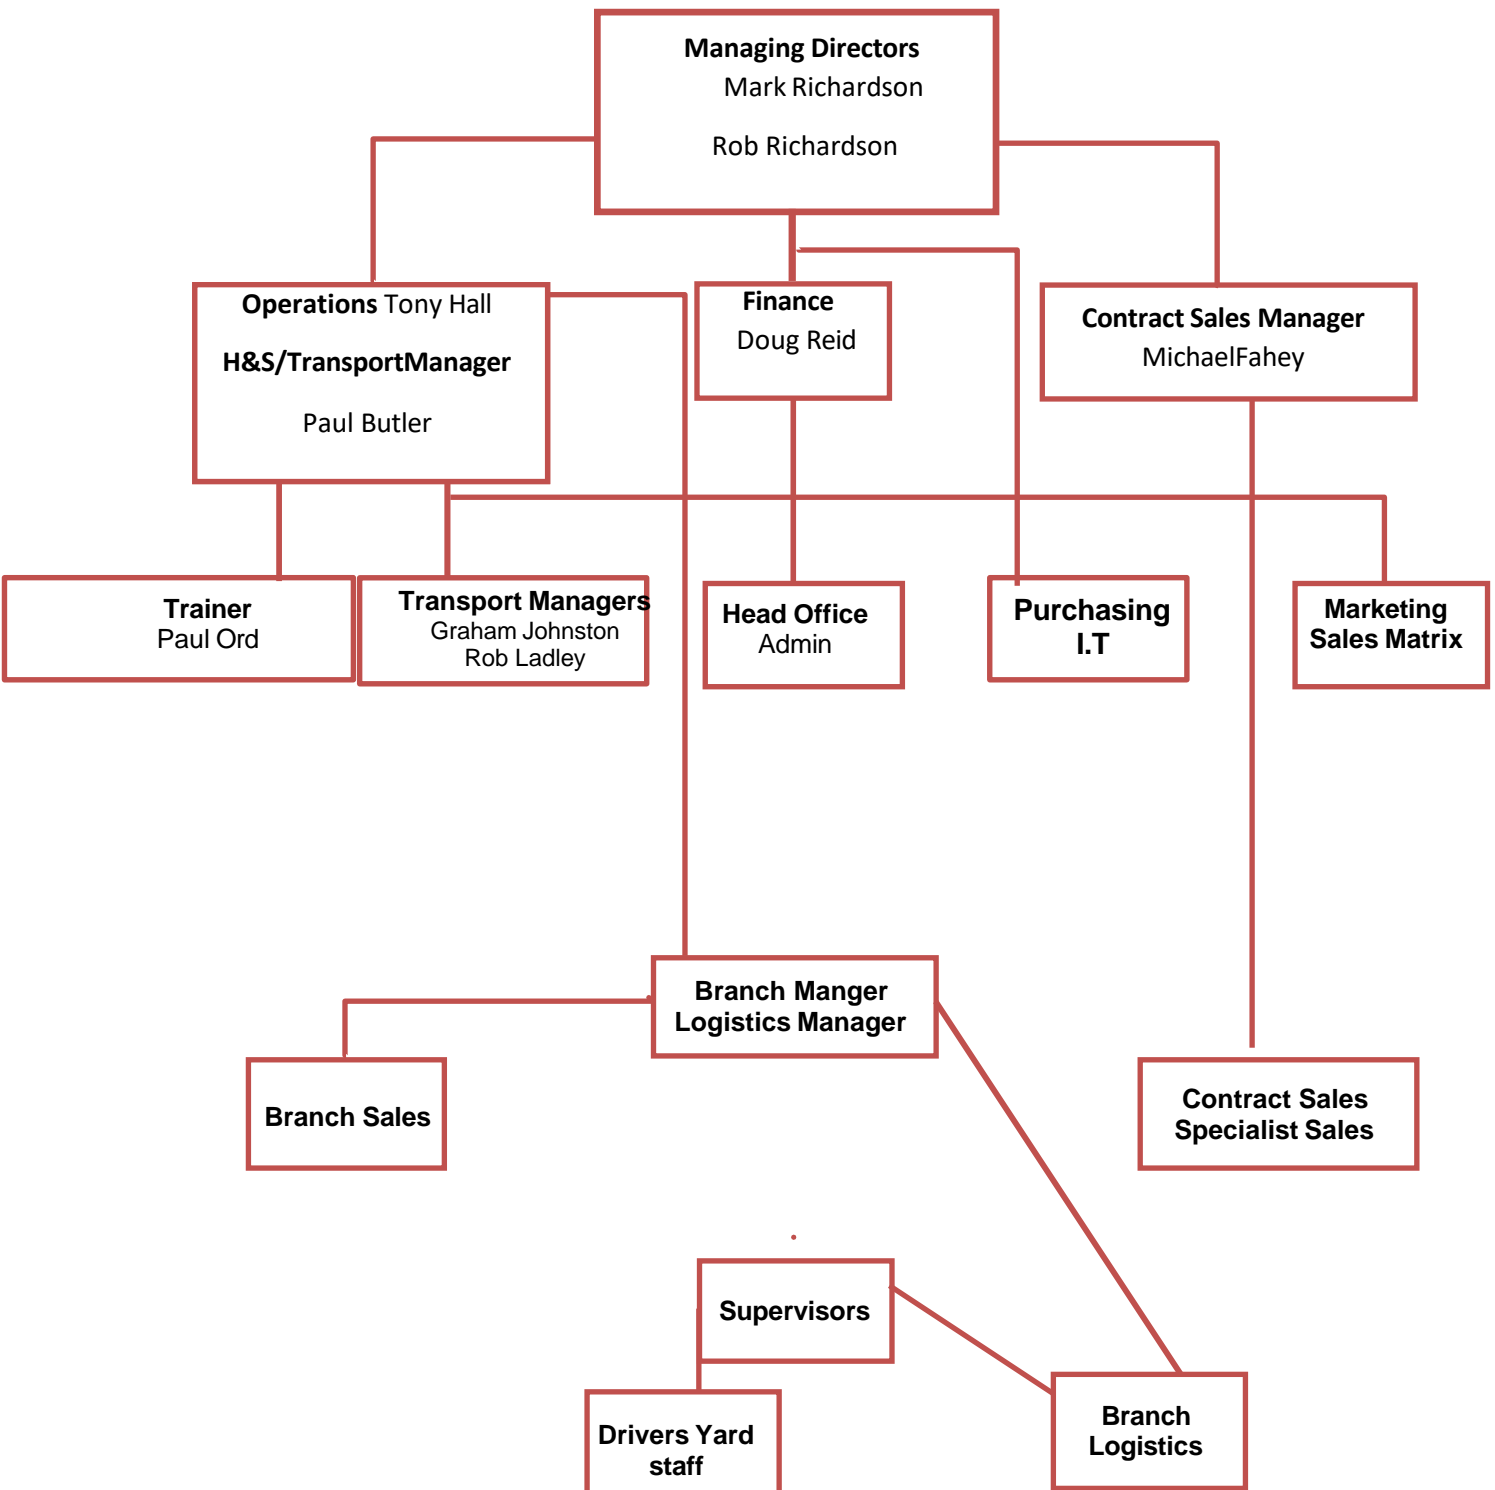 Managing Directors
Mark Richardson
Rob Richardson
Operations Tony Hall
H&S/TransportManager
Paul Butler
Finance
Doug Reid
Contract Sales Manager
MichaelFahey
Trainer
Paul Ord
Transport Managers
Graham Johnston
Rob Ladley
Head Office
Admin
Purchasing
I.T
Marketing
Sales Matrix
Branch Manger
Logistics Manager
Branch Sales
Contract Sales
Specialist Sales
Supervisors
Branch
Logistics
Drivers Yard
staff